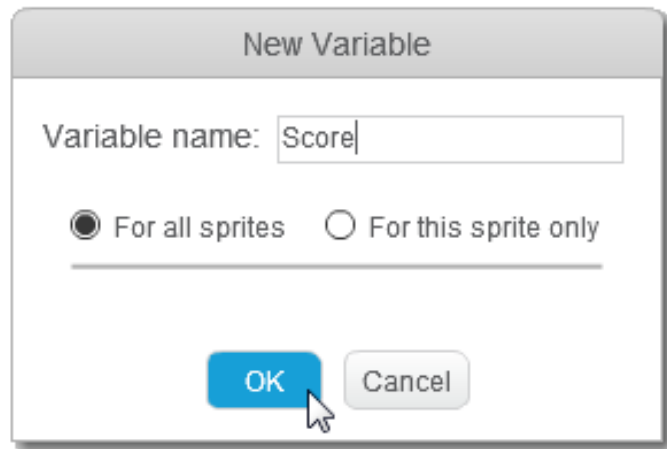 New Variable
Variable name: Score
For all sprites For this sprite only
OK Cancel